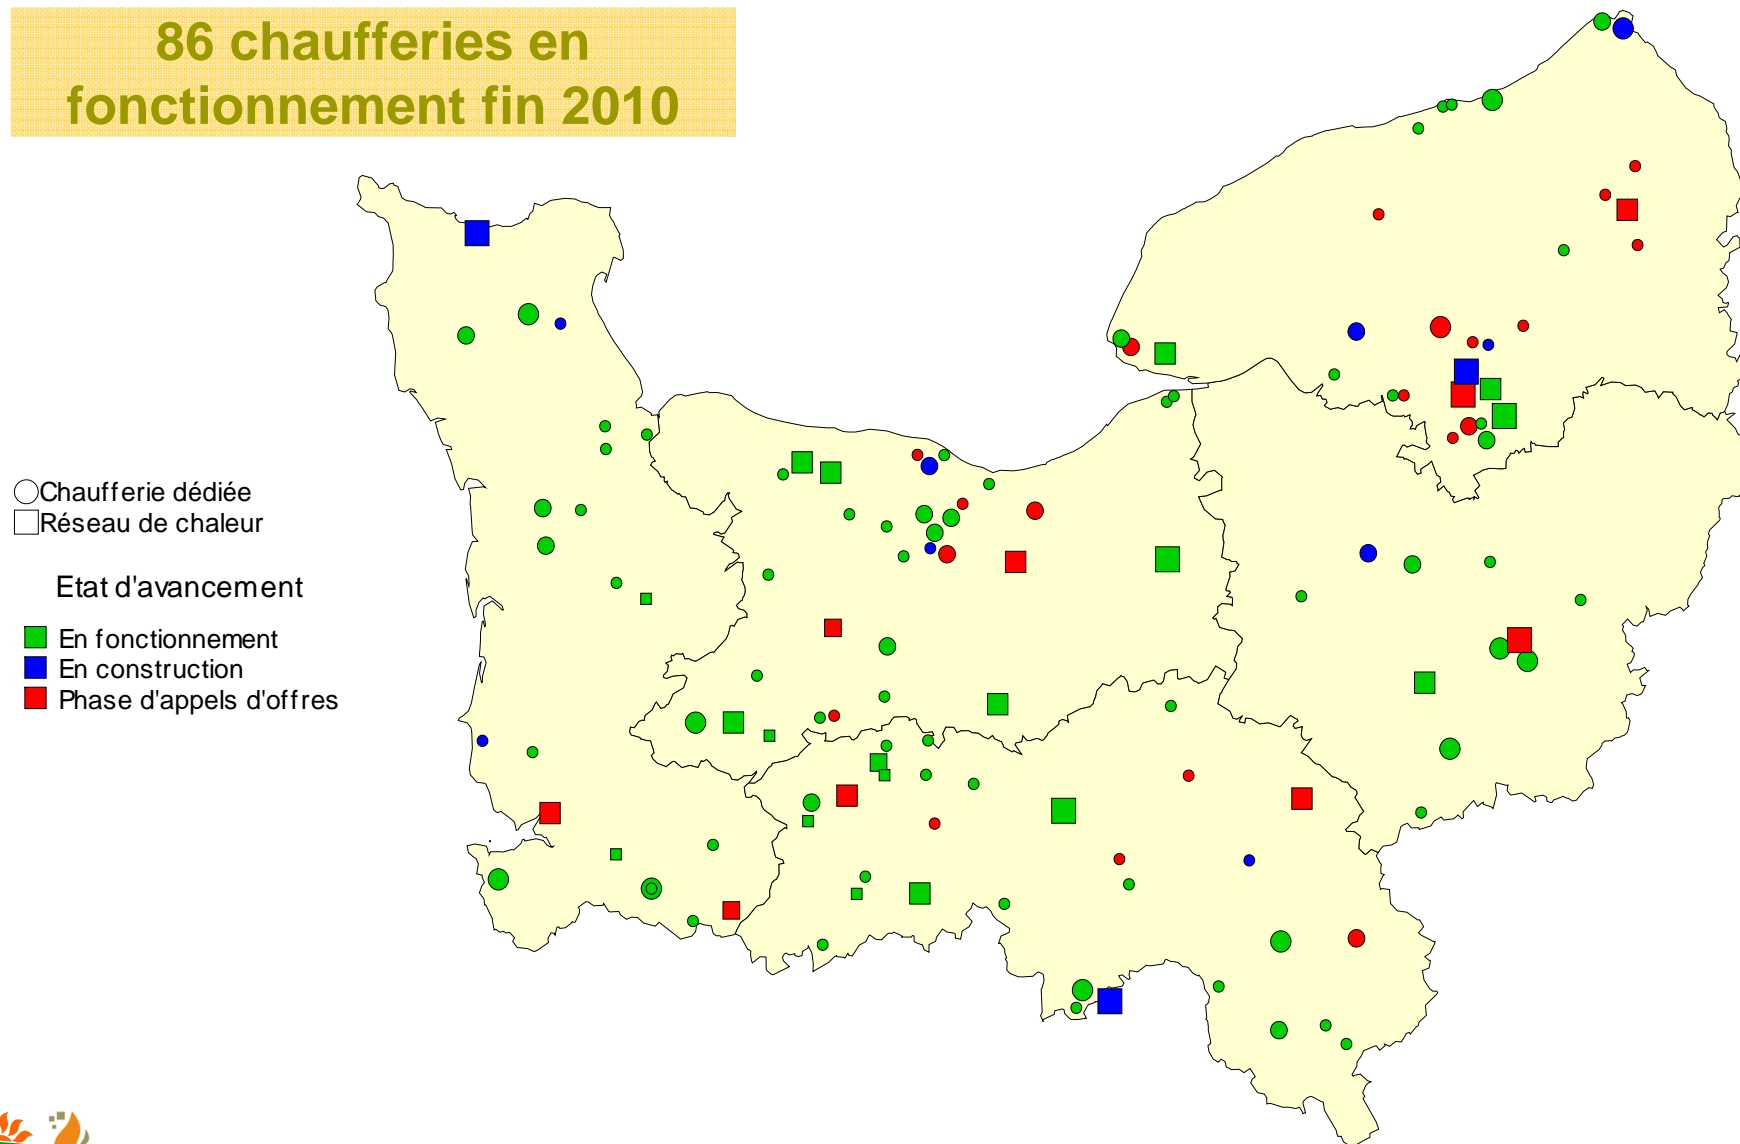 86 chaufferies en
fonctionnement fin 2010
Chaufferie dédiée
Réseau de chaleur
Etat d'avancement
En fonctionnement
En construction
Phase d'appels d'offres